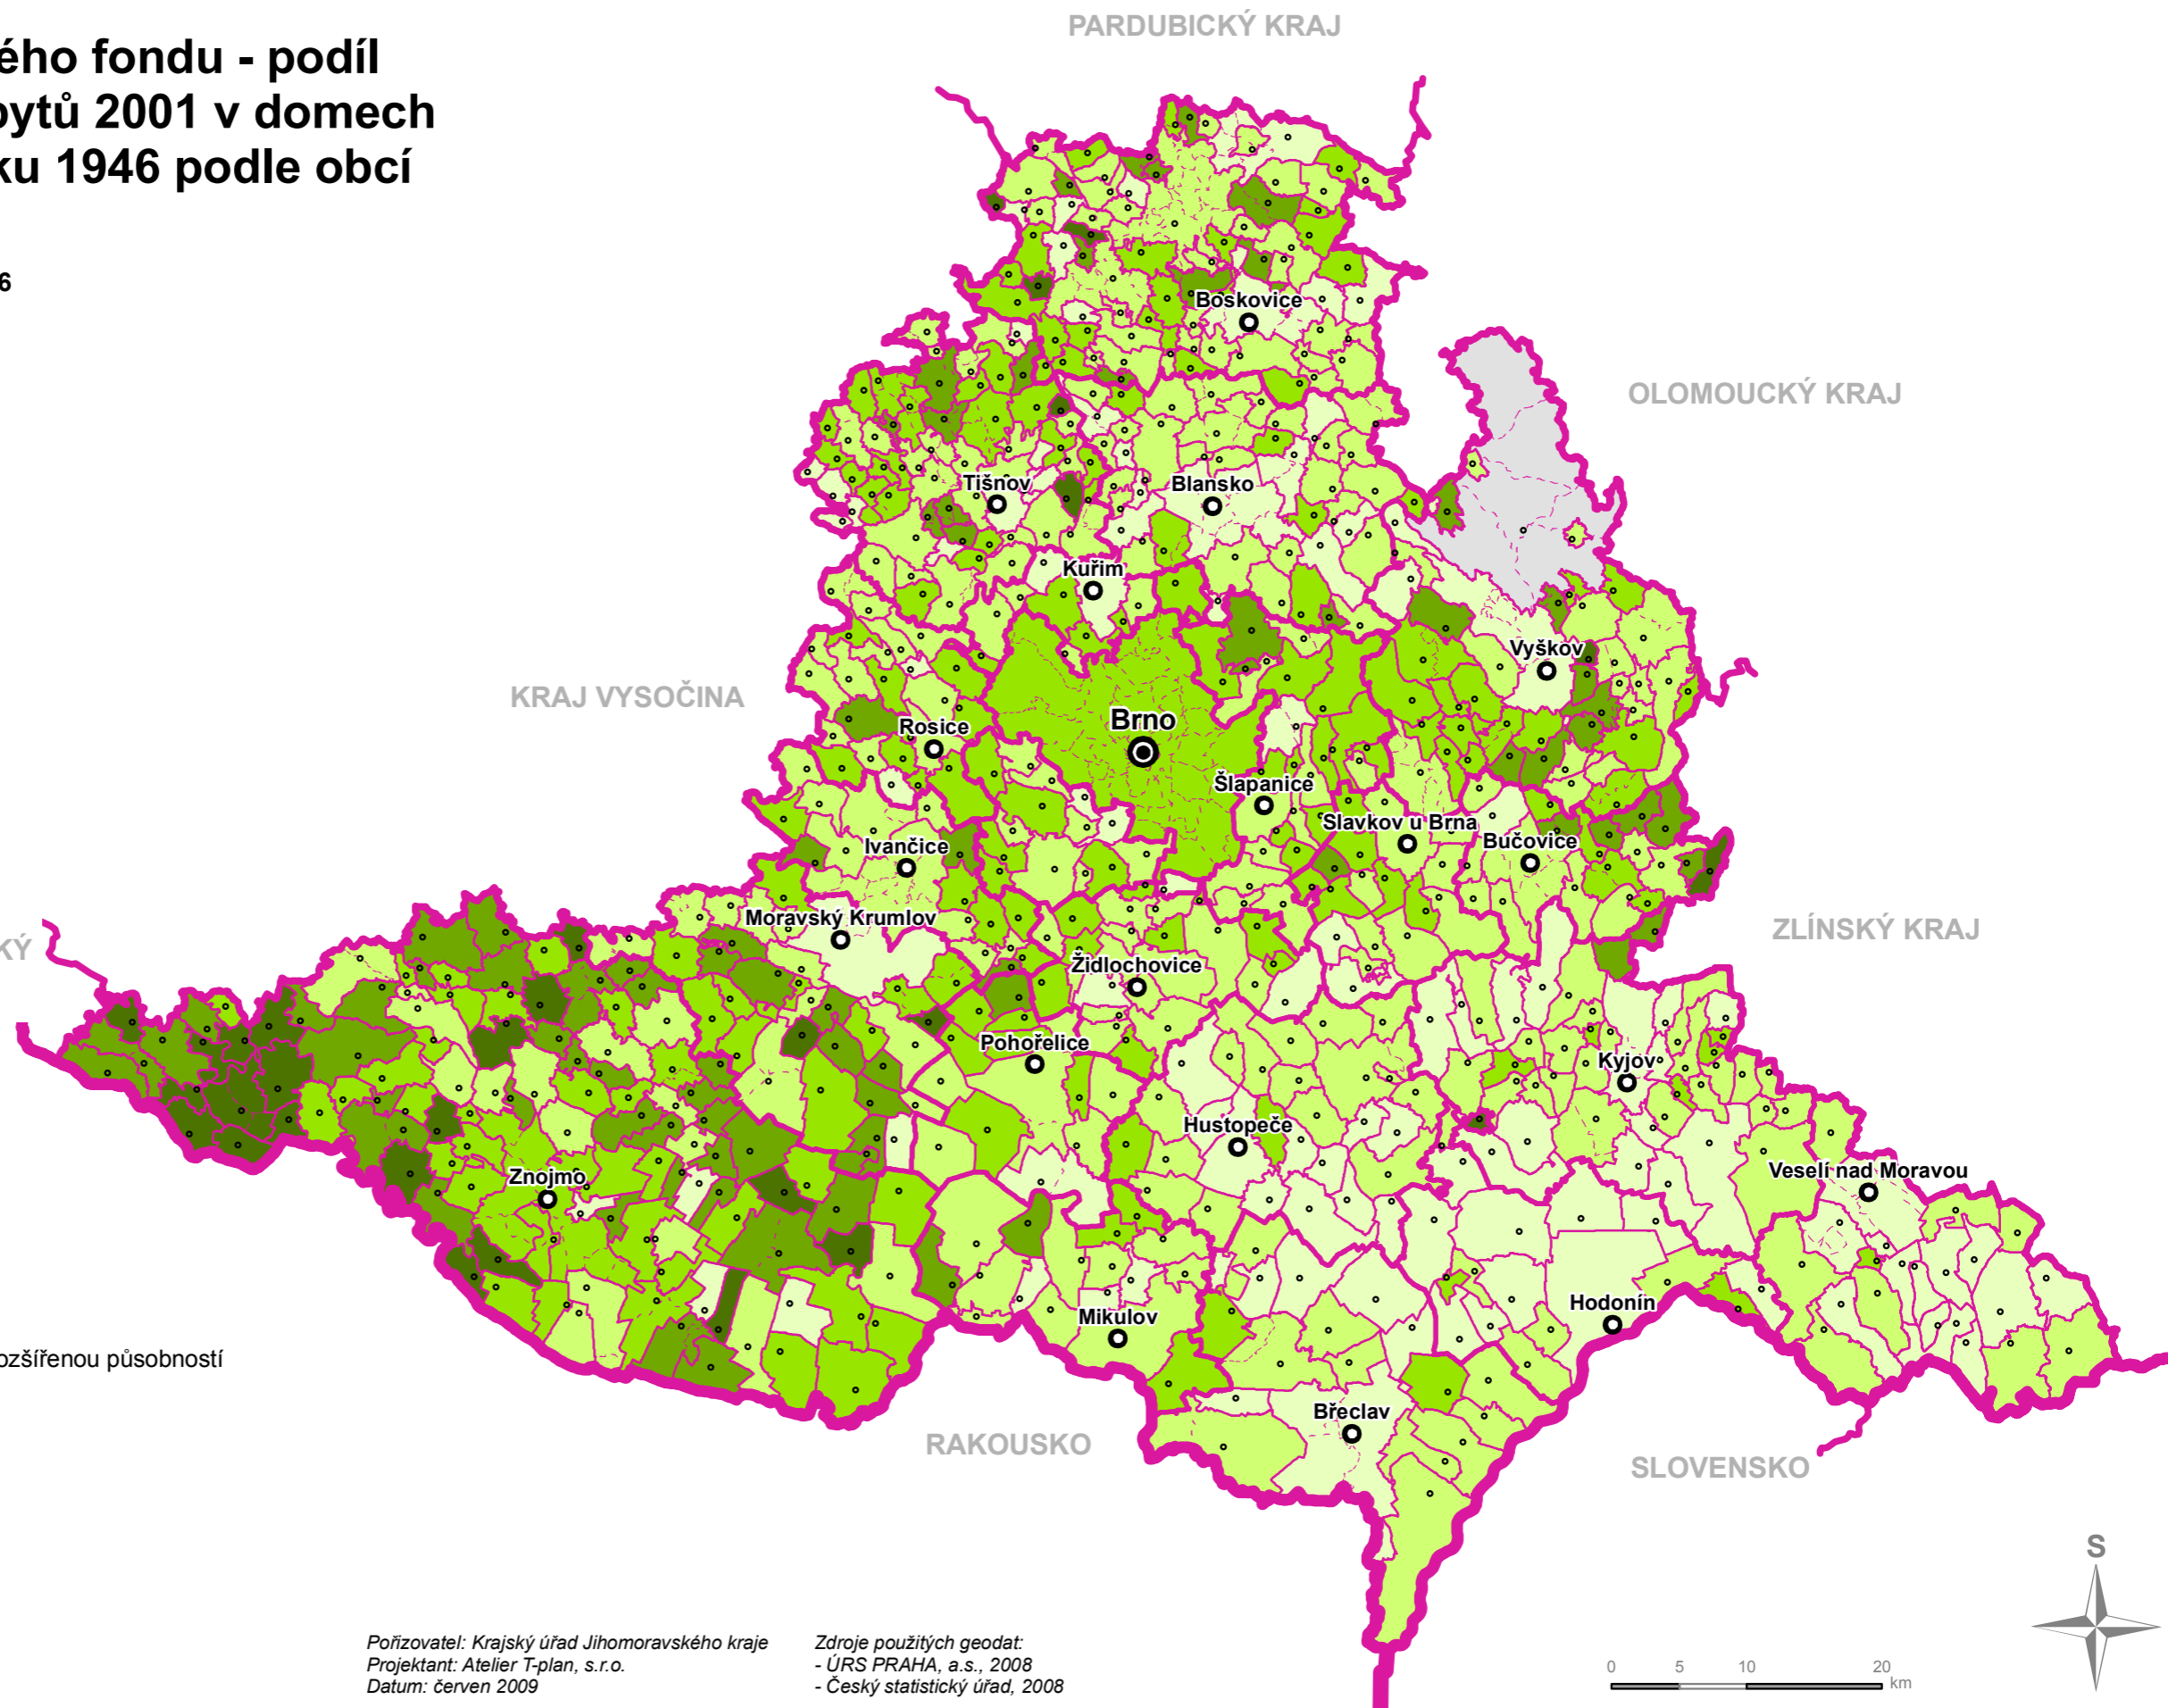 ého fondu - podíl
bytů 2001 v domech
ku 1946 podle obcí
6
PARDUBICKÝ KRAJ
OLOMOUCKÝ KRAJ
Boskovice
Tišnov
Blansko
Kuřim
Vyškov
KRAJ VYSOČINA
Rosice
Brno
Šlapanice
Slavkov u Brna
Bučovice
Ivančice
Moravský Krumlov
ZLÍNSKÝ KRAJ
KÝ
Židlochovice
Pohořelice
Kyjov
Hustopeče
Veselí nad Moravou
Znojmo
Hodonín
Mikulov
ozšířenou působností
Břeclav
RAKOUSKO
SLOVENSKO
S
Pořizovatel: Krajský úřad Jihomoravského kraje
Projektant: Atelier T-plan, s.r.o.
Datum: červen 2009
Zdroje použitých geodat:
- ÚRS PRAHA, a.s., 2008
- Český statistický úřad, 2008
0 5 10 20
km